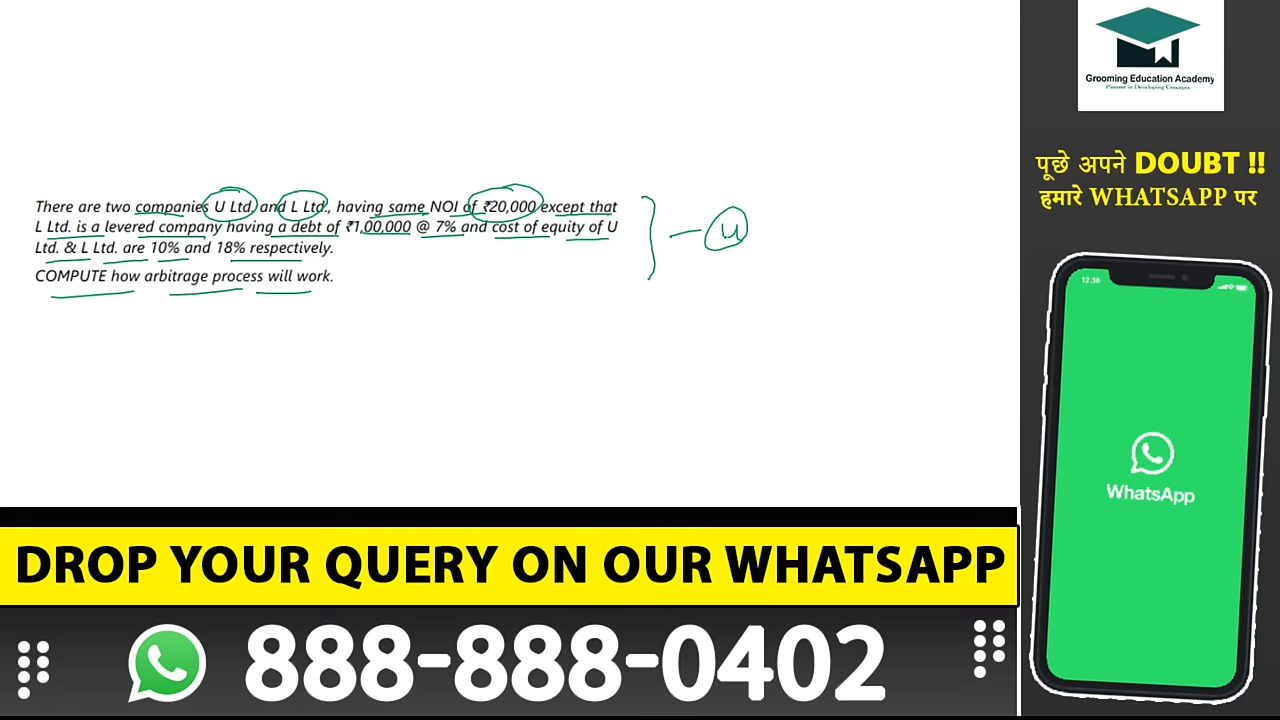 There are two companies U Ltd. and L Ltd., having same NOI of ₹20,000 except that
L Ltd. is a levered company having a debt of ₹1,00,000 @ 7% and cost of equity of U
Ltd. & L Ltd. are 10% and 18% respectively.
COMPUTE how arbitrage process will work.
u
Grooming Education Academy
Pioneer in Developing Concepts
पूछे अपने DOUBT !!
हमारे WHATSAPP पर
12:30
WhatsApp
DROP YOUR QUERY ON OUR WHATSAPP
888-888-0402